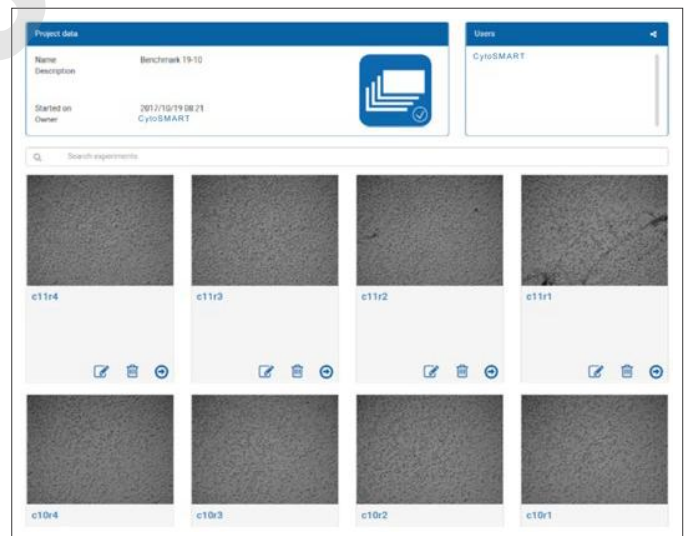 Project data
Name Benchmark 19-10
Description
Started on 2017/10/19 08:21
Owner CytoSMART
Users
CytoSMART
Search experiments
c11r4 c11r3 c11r2 c11r1
c10r4 c10r3 c10r2 c10r1